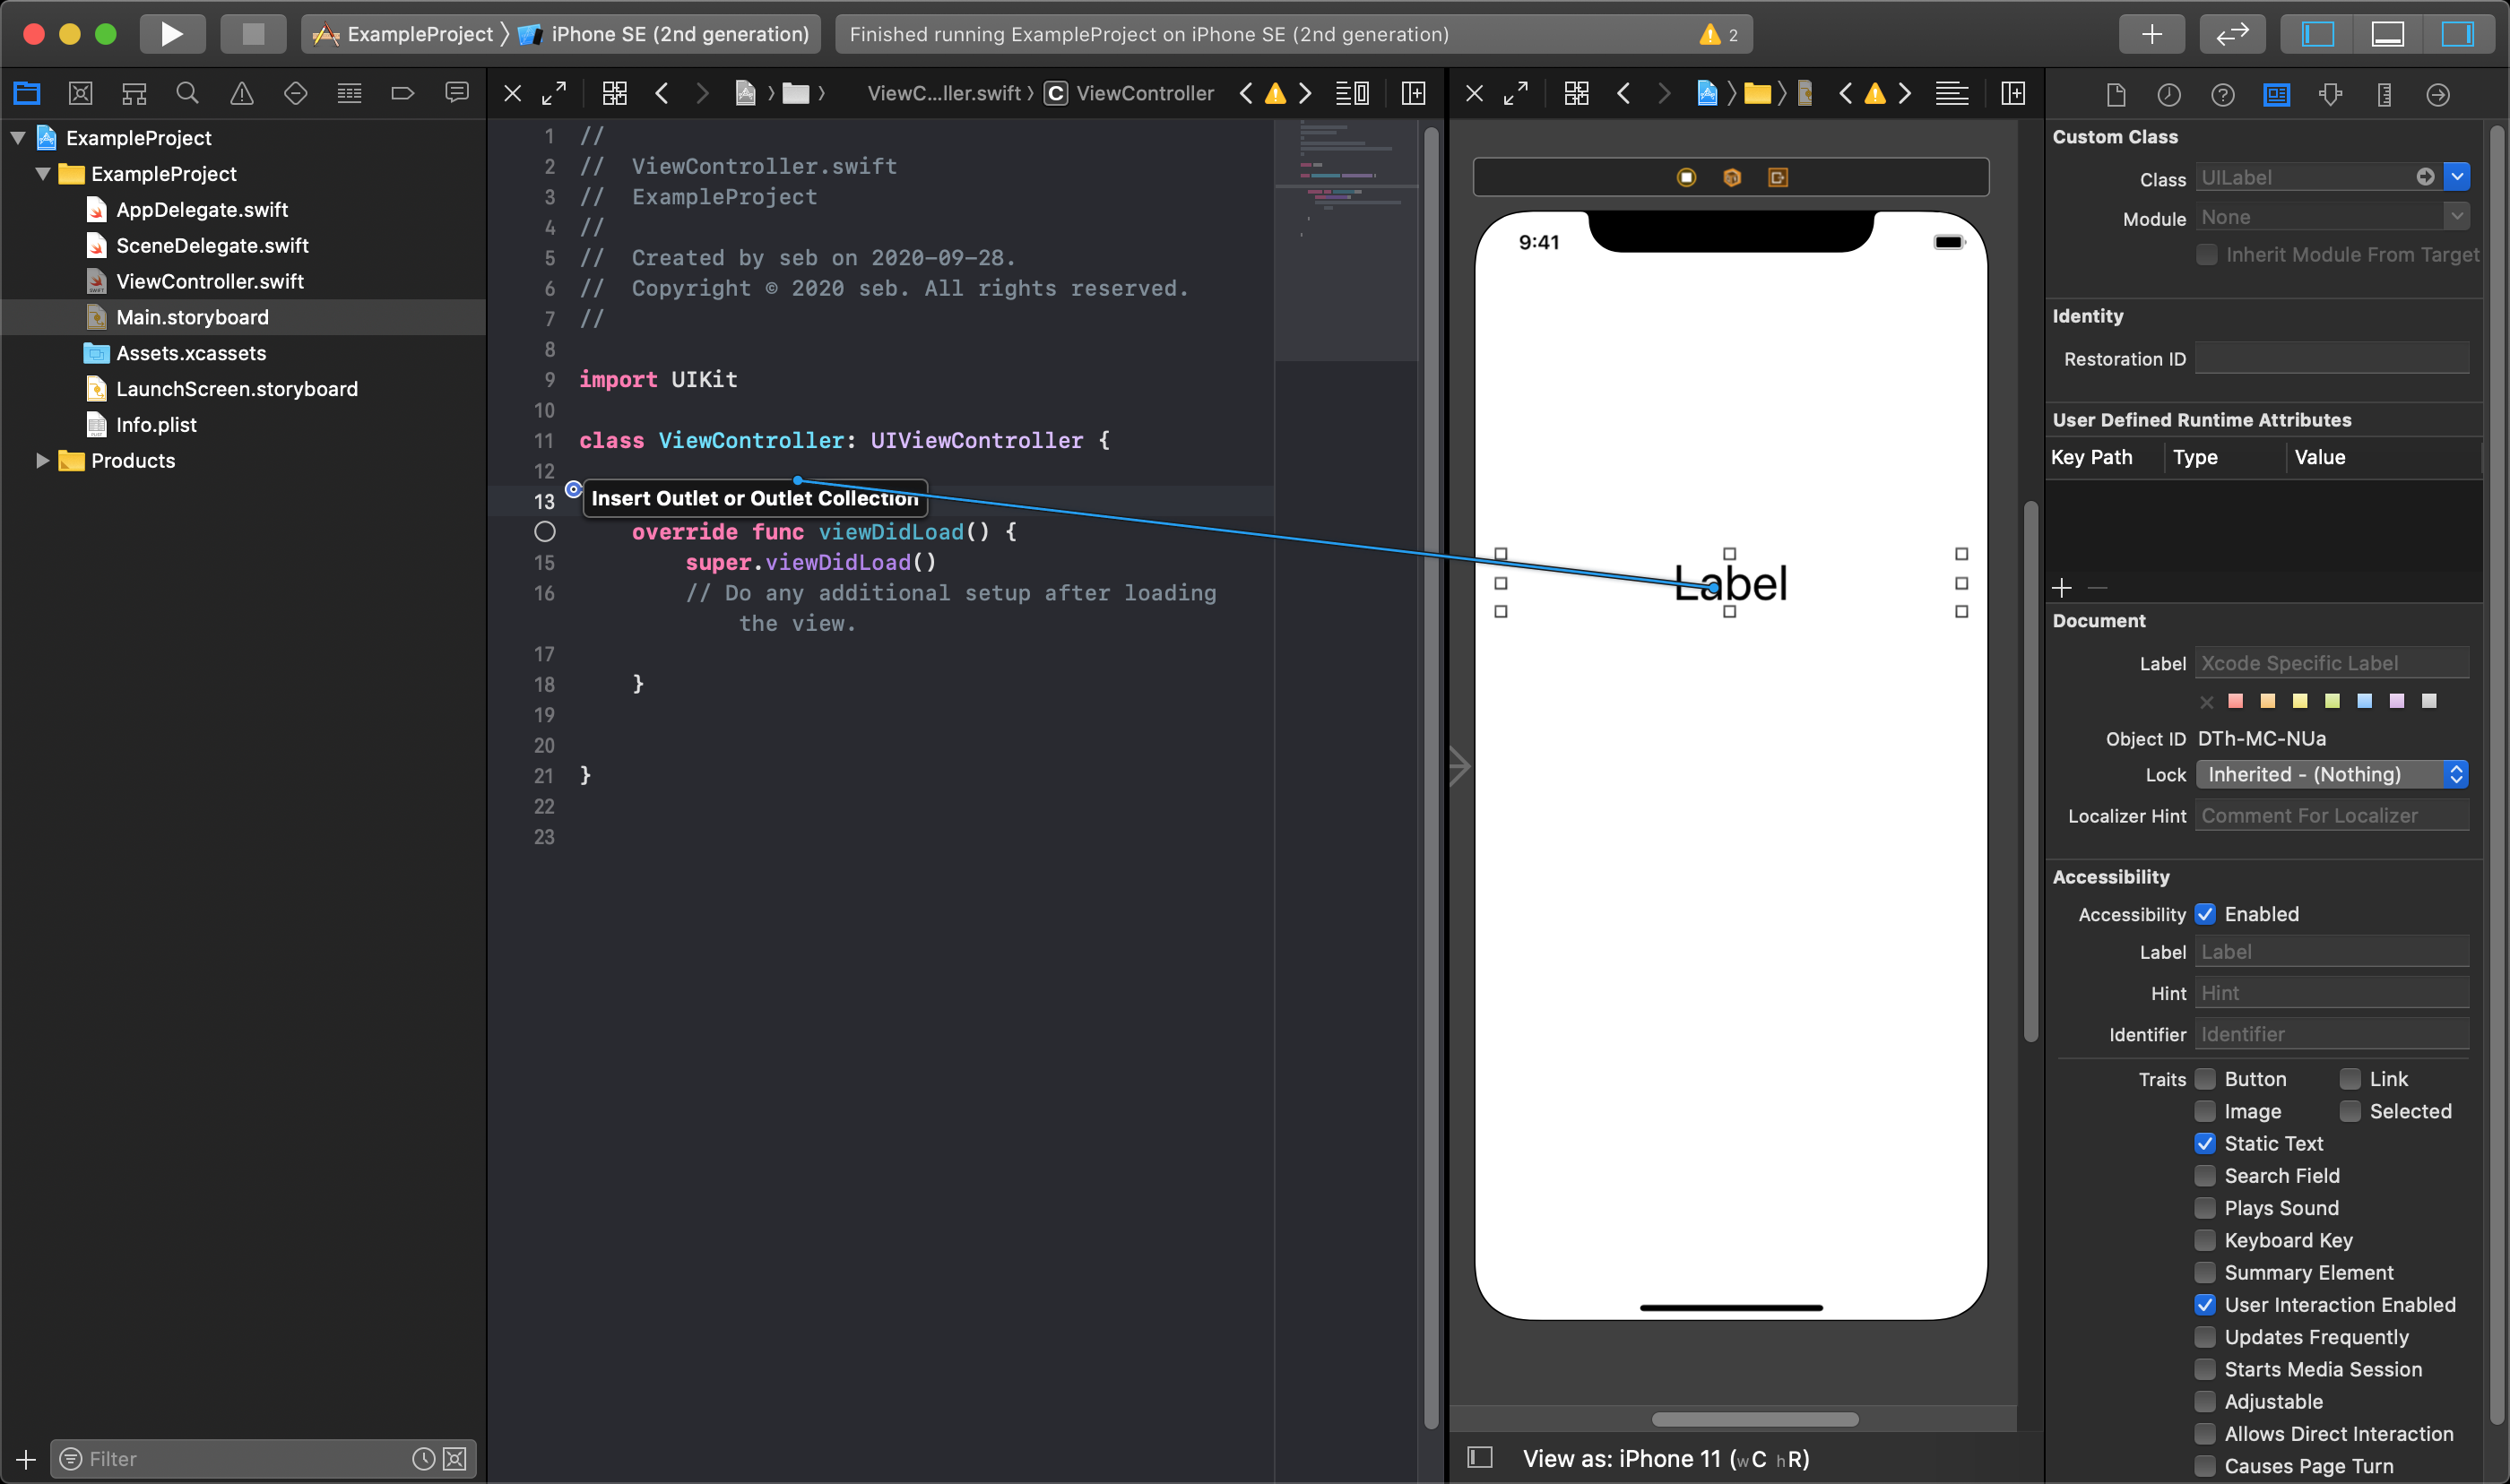 ExampleProject iPhone SE (2nd generation)
Finished running ExampleProject on iPhone SE (2nd generation) 2
ExampleProject
ExampleProject
AppDelegate.swift
SceneDelegate.swift
ViewController.swift
Main.storyboard
Assets.xcassets
LaunchScreen.storyboard
Info.plist
Products
Filter
ViewC...ller.swift C ViewController
1 //
2 // ViewController.swift
3 // ExampleProject
4 //
5 // Created by seb on 2020-09-28.
6 // Copyright © 2020 seb. All rights reserved.
7 //
8
9 import UIKit
10
11 class ViewController: UIViewController {
12
13
Insert Outlet or Outlet Collection
override func viewDidLoad() {
15 super.viewDidLoad()
16 // Do any additional setup after loading
the view.
17
18 }
19
20
21 }
22
23
9:41
Label
View as: iPhone 11 (wC hR)
Custom Class
Class UILabel
Module None
Inherit Module From Target
Identity
Restoration ID
User Defined Runtime Attributes
Key Path Type Value
Document
Label Xcode Specific Label
Object ID DTh-MC-NUa
Lock Inherited - (Nothing)
Localizer Hint Comment For Localizer
Accessibility
Accessibility Enabled
Label Label
Hint Hint
Identifier Identifier
Traits Button Link
Image Selected
Static Text
Search Field
Plays Sound
Keyboard Key
Summary Element
User Interaction Enabled
Updates Frequently
Starts Media Session
Adjustable
Allows Direct Interaction
Causes Page Turn